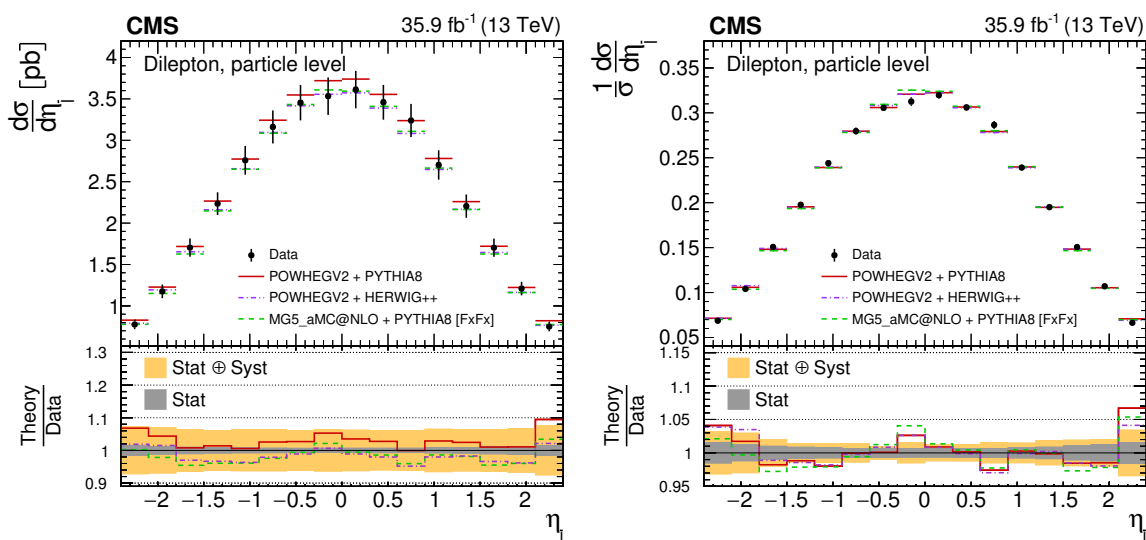 CMS 35.9 fb⁻¹ (13 TeV)
dσ/dη_l̄ [pb]
Dilepton, particle level
4
3.5
3
2.5
2
1.5
1
Data
POWHEGV2 + PYTHIA8
POWHEGV2 + HERWIG++
MG5_aMC@NLO + PYTHIA8 [FxFx]
Theory/Data
1.3
1.2
1.1
1
0.9
Stat ⊕ Syst
Stat
−2 −1.5 −1 −0.5 0 0.5 1 1.5 2
η_l̄
CMS 35.9 fb⁻¹ (13 TeV)
1/σ dσ/dη_l̄
Dilepton, particle level
0.35
0.3
0.25
0.2
0.15
0.1
0.05
Data
POWHEGV2 + PYTHIA8
POWHEGV2 + HERWIG++
MG5_aMC@NLO + PYTHIA8 [FxFx]
Theory/Data
1.15
1.1
1.05
1
0.95
Stat ⊕ Syst
Stat
−2 −1.5 −1 −0.5 0 0.5 1 1.5 2
η_l̄